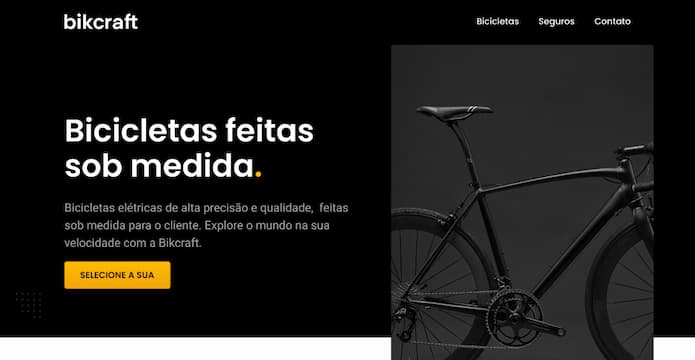 bikcraft
Bicicletas
Seguros
Contato
Bicicletas feitas
sob medida.
Bicicletas elétricas de alta precisão e qualidade, feitas
sob medida para o cliente. Explore o mundo na sua
velocidade com a Bikcraft.
SELECIONE A SUA